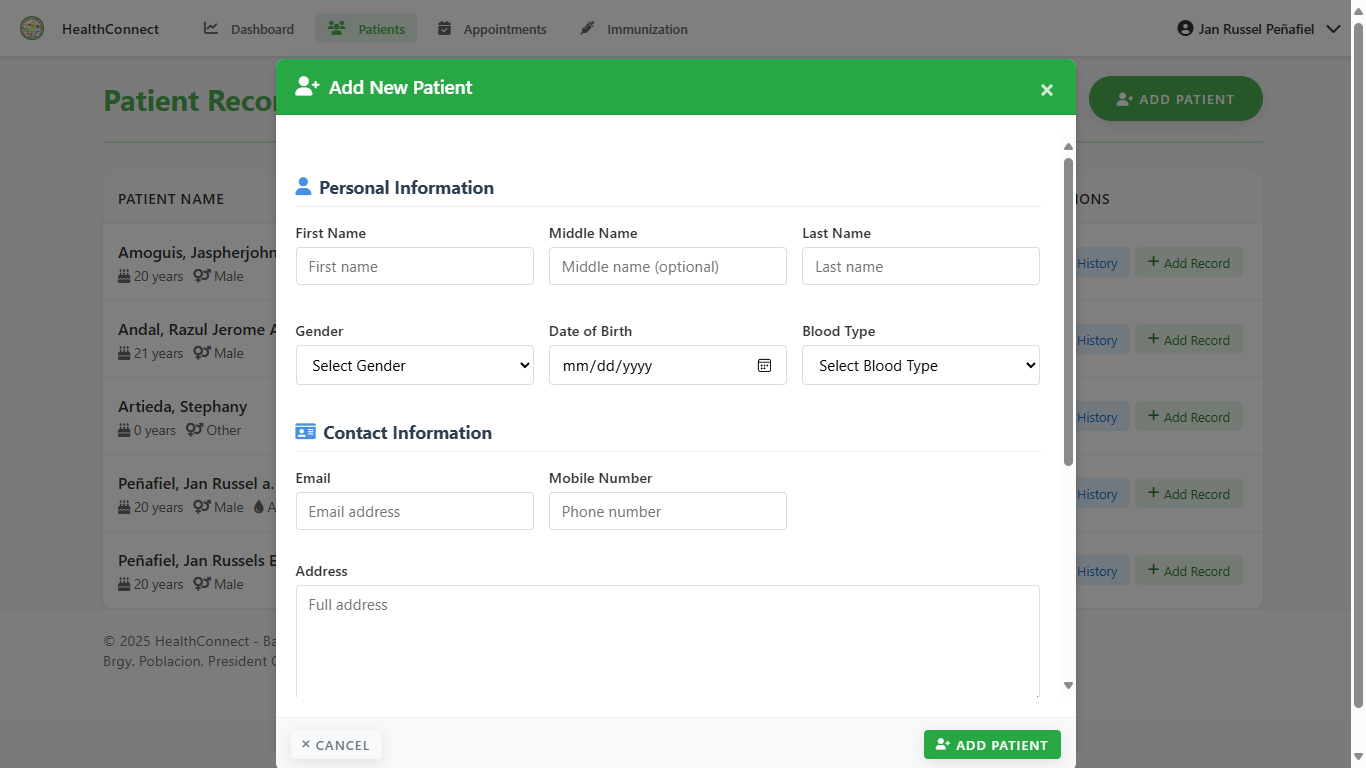 HealthConnect Dashboard Patients Appointments Immunization Jan Russel Peñafiel
Add New Patient
Patient Recor
ADD PATIENT
Personal Information
PATIENT NAME
IONS
First Name Middle Name Last Name
First name Middle name (optional) Last name
Amoguis, Jaspherjohn
20 years Male
History Add Record
Gender Date of Birth Blood Type
Select Gender mm/dd/yyyy Select Blood Type
Andal, Razul Jerome A
21 years Male
History Add Record
Artieda, Stephany
0 years Other
History Add Record
Contact Information
Email Mobile Number
Email address Phone number
Peñafiel, Jan Russel a.
20 years Male A
History Add Record
Peñafiel, Jan Russels E
20 years Male
History Add Record
Address
Full address
© 2025 HealthConnect - Ba
Brgy. Poblacion, President
CANCEL ADD PATIENT